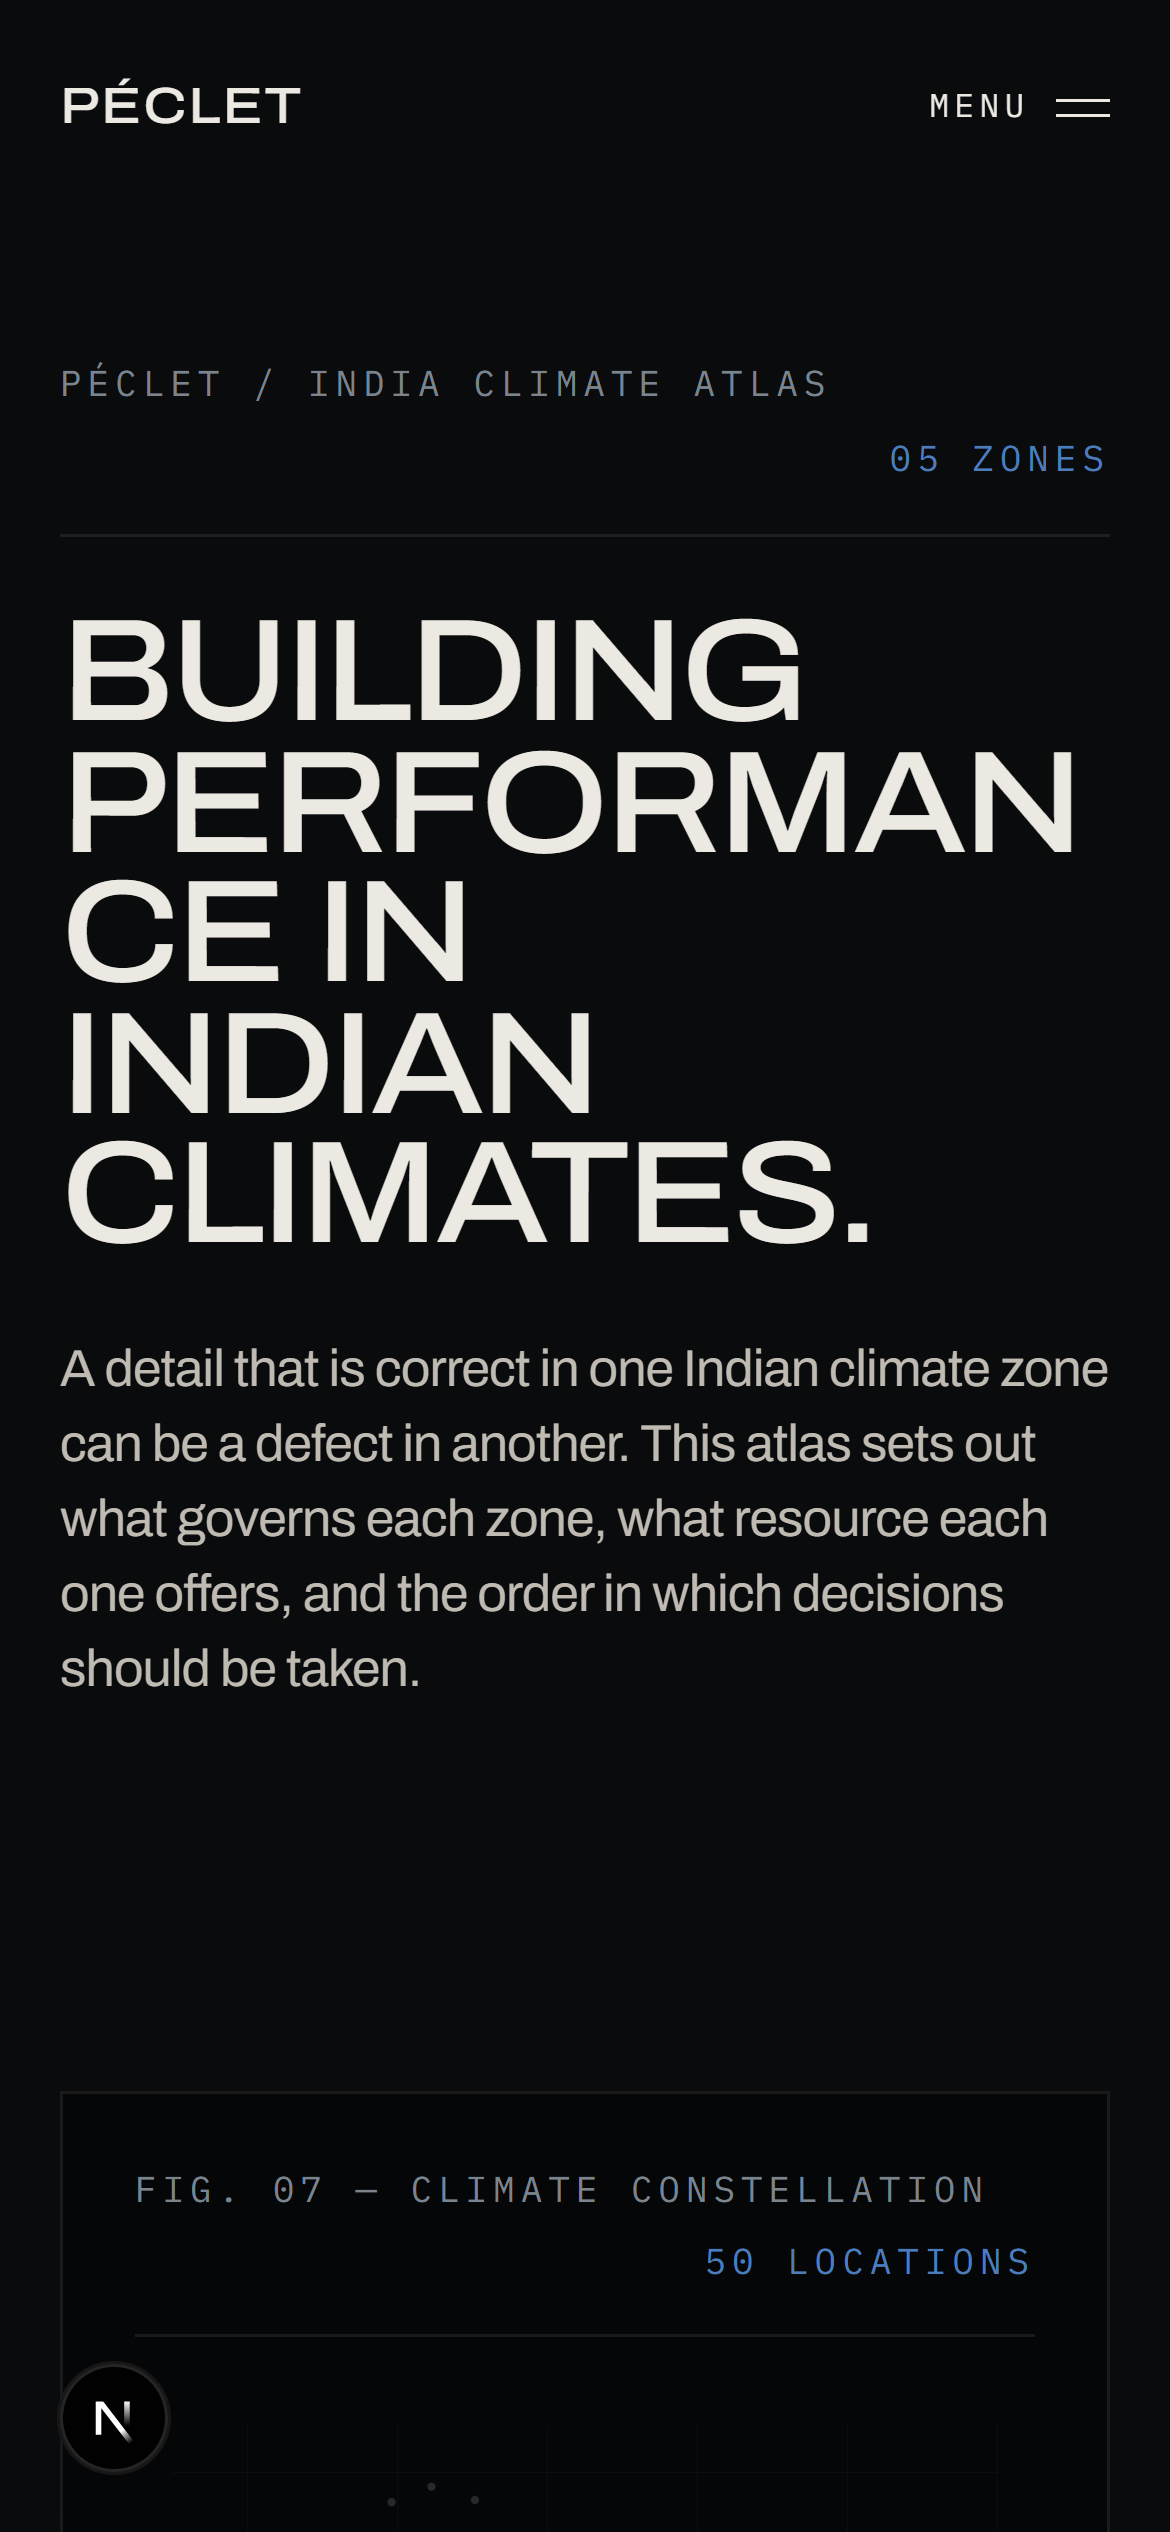 PÉCLET
MENU
PÉCLET / INDIA CLIMATE ATLAS
05 ZONES
BUILDING
PERFORMAN
CE IN
INDIAN
CLIMATES.
A detail that is correct in one Indian climate zone
can be a defect in another. This atlas sets out
what governs each zone, what resource each
one offers, and the order in which decisions
should be taken.
FIG. 07 — CLIMATE CONSTELLATION
50 LOCATIONS
N